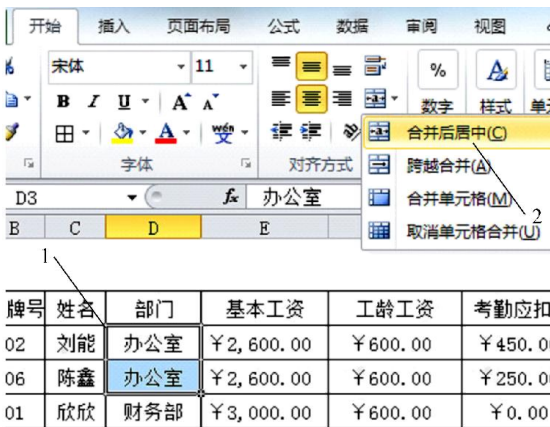 开始 插入 页面布局 公式 数据 审阅 视图
宋体 11 %
B I U A A 数字 样式 单元
A wén
字体 对齐方式
合并后居中(C)
跨越合并(A)
合并单元格(M)
取消单元格合并(U)
2
D3 fx 办公室
B C D E
1
牌号 姓名 部门 基本工资 工龄工资 考勤应扣
02 刘能 办公室 ￥2,600.00 ￥600.00 ￥450.0
06 陈鑫 办公室 ￥2,600.00 ￥600.00 ￥250.0
01 欣欣 财务部 ￥3,000.00 ￥600.00 ￥0.00